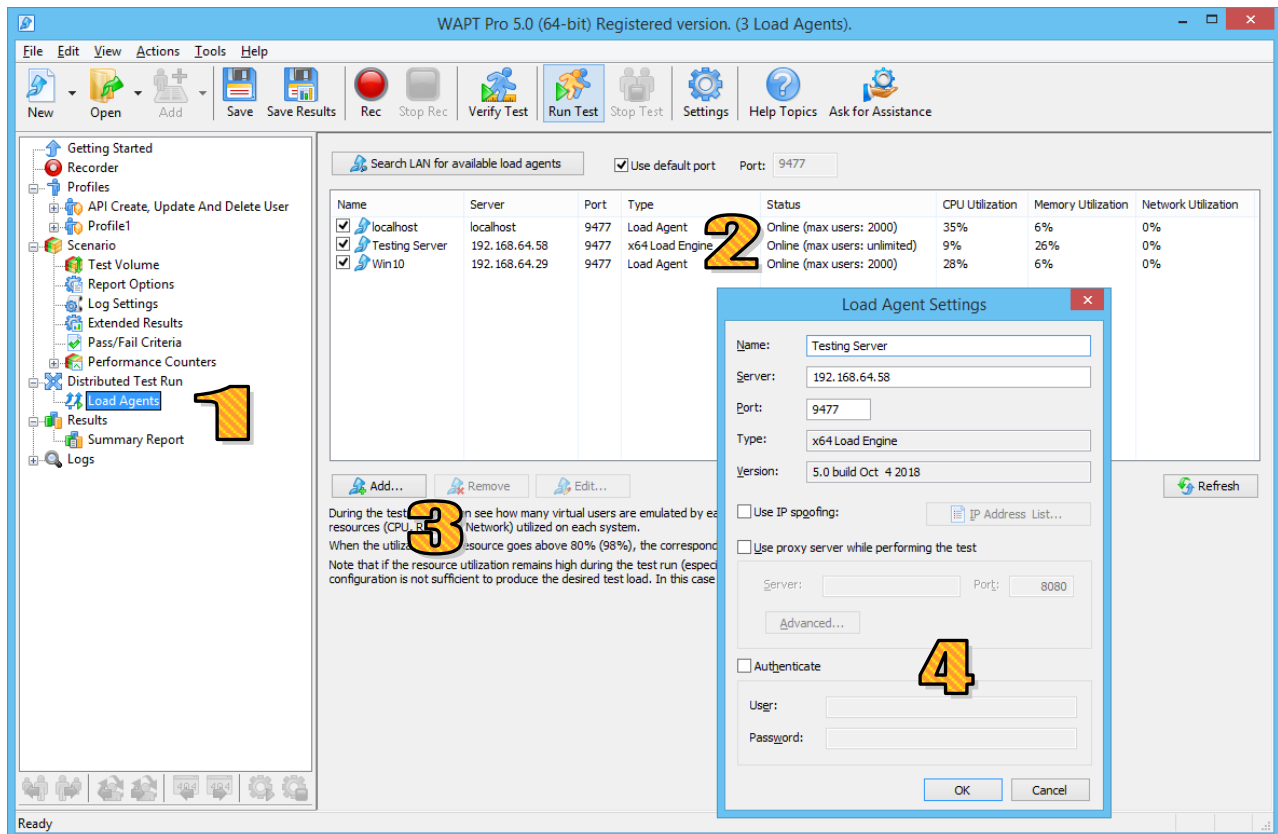 WAPT Pro 5.0 (64-bit) Registered version. (3 Load Agents).
File Edit View Actions Tools Help
New Open Add Save Save Results Rec Stop Rec Verify Test Run Test Stop Test Settings Help Topics Ask for Assistance
Getting Started
Recorder
Profiles
API Create, Update And Delete User
Profile1
Scenario
Test Volume
Report Options
Log Settings
Extended Results
Pass/Fail Criteria
Performance Counters
Distributed Test Run
Load Agents
Results
Summary Report
Logs
1
Search LAN for available load agents Use default port Port: 9477
Name Server Port Type Status CPU Utilization Memory Utilization Network Utilization
localhost localhost 9477 Load Agent Online (max users: 2000) 35% 6% 0%
Testing Server 192.168.64.58 9477 x64 Load Engine Online (max users: unlimited) 9% 26% 0%
Win10 192.168.64.29 9477 Load Agent Online (max users: 2000) 28% 6% 0%
2
Add... Remove Edit... Refresh
3
During the test see how many virtual users are emulated by
resources (CPU, Network) utilized on each system.
When the resource goes above 80% (98%), the
Note that if the resource utilization remains high during the test run
configuration is not sufficient to produce the desired test load. In this case
Load Agent Settings
Name: Testing Server
Server: 192.168.64.58
Port: 9477
Type: x64 Load Engine
Version: 5.0 build Oct 4 2018
Use IP spoofing: IP Address List...
Use proxy server while performing the test
Server: Port: 8080
Advanced...
4
Authenticate
User:
Password:
OK Cancel
Ready